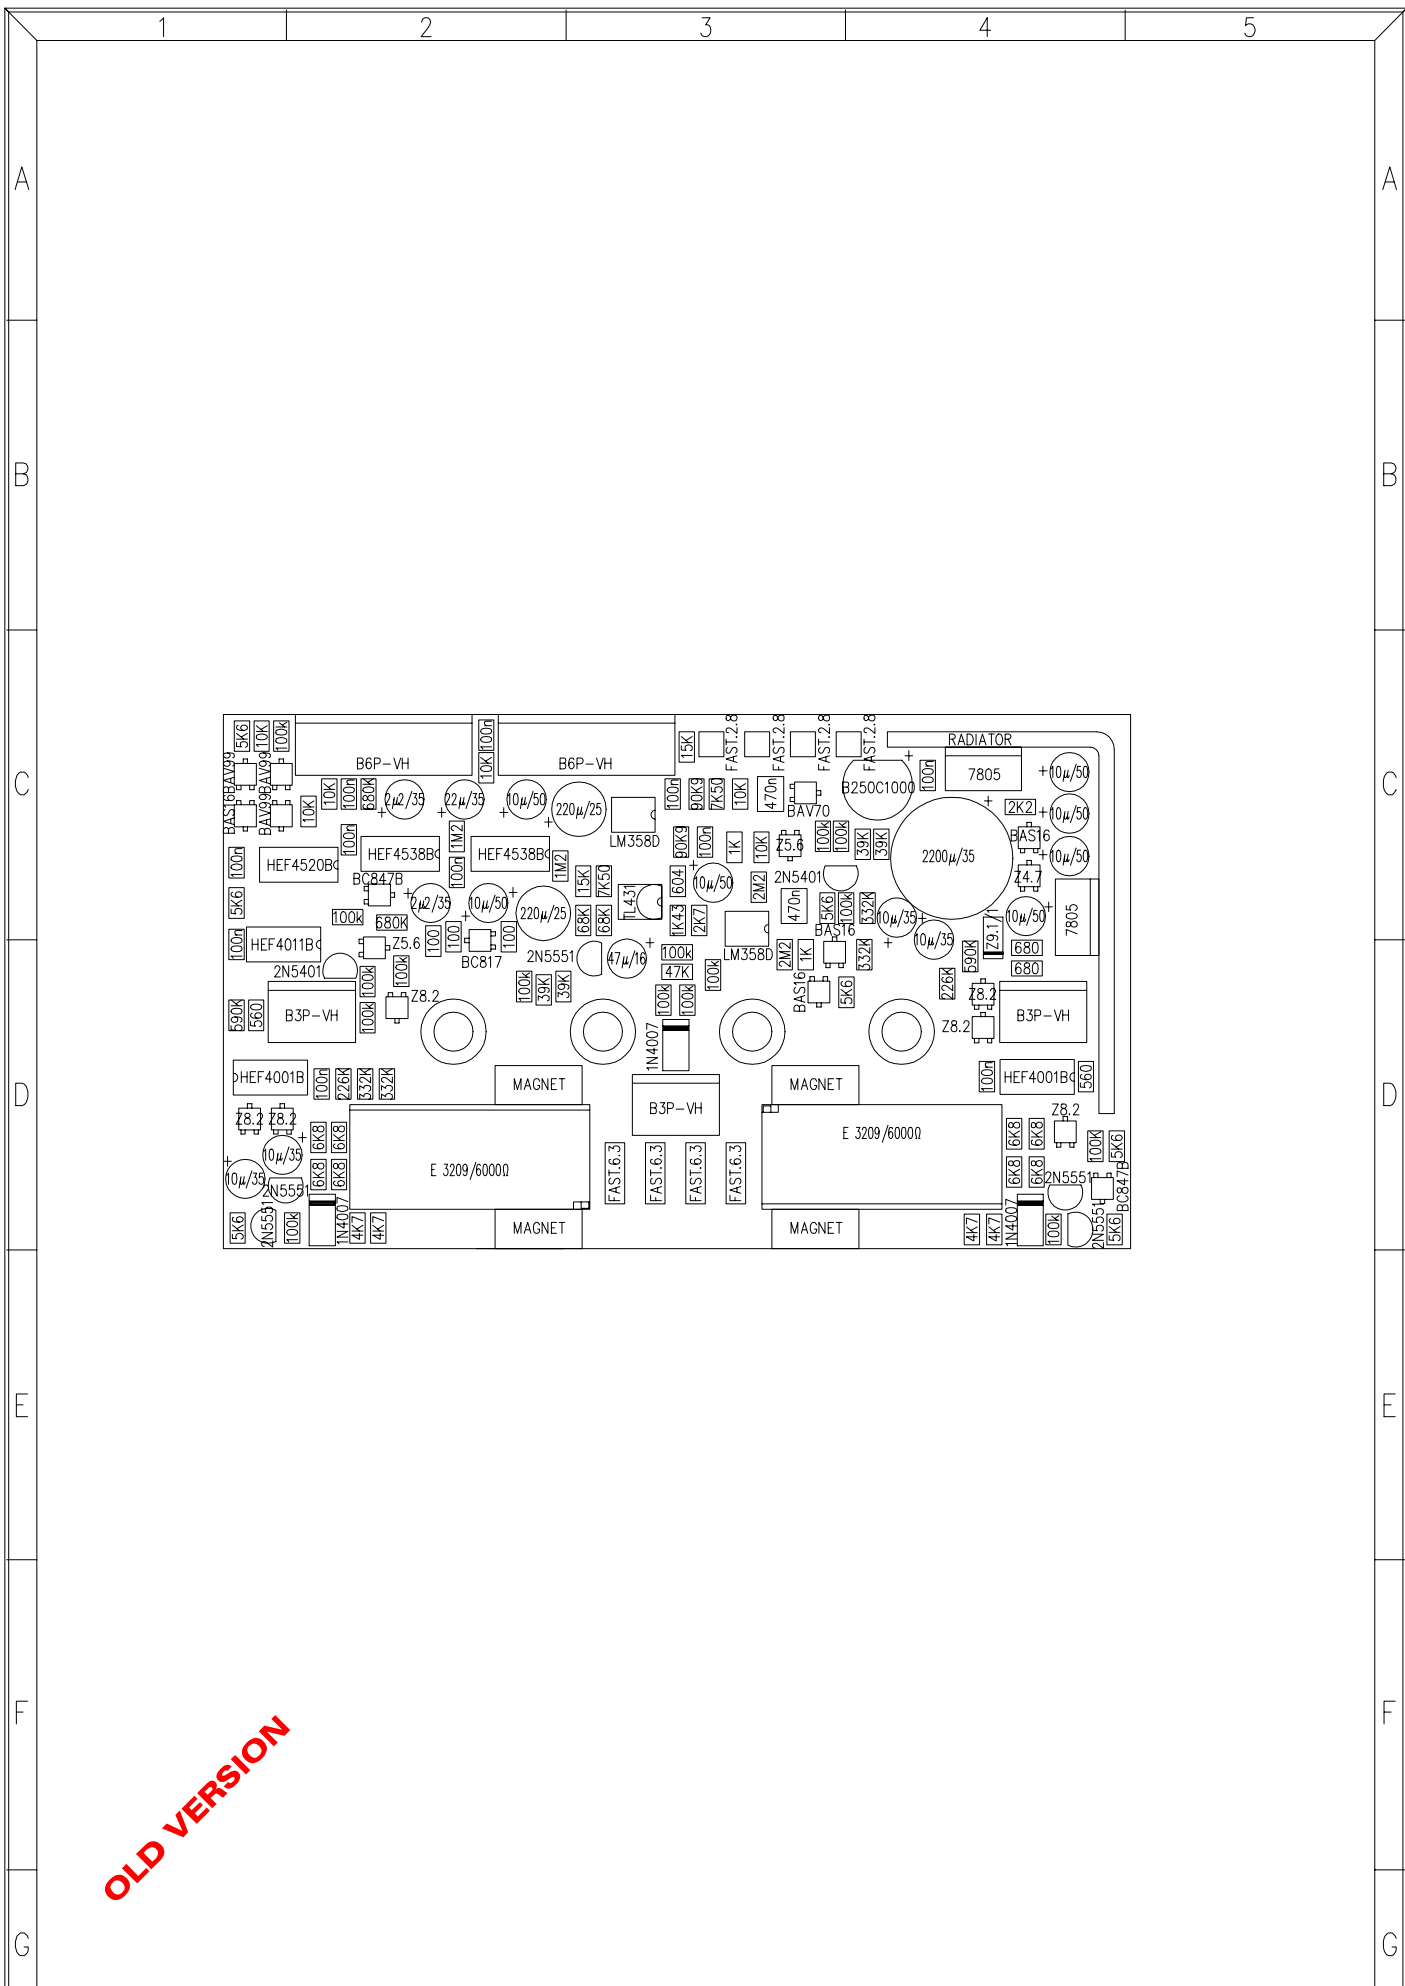 1 2 3 4 5
A A
B B
C C
D D
E E
F F
G G
5K6 10K 100k
B6P-VH
100n
10K
B6P-VH
15K
FAST.2.8 FAST.2.8 FAST.2.8 FAST.2.8
RADIATOR
BAV99 BAV99
BAS16 BAV99
10K
10K 100n 680K
2µ2/35
22µ/35
10µ/50
220µ/25
LM358D
100n 90K9 7K50 10K 470n
BAV70
B250C1000
100n
7805
10µ/50
2K2
10µ/50
BAS16
10µ/50
Z4.7
100n
HEF4520B
100n
HEF4538B
1M2
100n
HEF4538B
1M2
15K 7K50
90K9 100n 1K 10K
Z5.6
100k 100k 39K 39K
2200µ/35
5K6
BC847B
100k
680K
2µ2/35
10µ/50
220µ/25
68K 68K
TL431
604
10µ/50
1K43 2K7
2M2
2N5401
470n
5K6 100k 332K
10µ/35
10µ/35
Z9.1/1
10µ/50
7805
100n
HEF4011B
2N5401
Z5.6
100 100
BC817
100
2N5551
47µ/16
100k
47K
100k
LM358D
2M2 1K
BAS16
332K
590K
680
680
590K 560
B3P-VH
100k
100k
100k
Z8.2
100k 39K 39K
100k 100k
1N4007
BAS16
5K6
226K
Z8.2
Z8.2
B3P-VH
HEF4001B
100n 226K 332K 332K
MAGNET
B3P-VH
MAGNET
100n
HEF4001B
560
Z8.2 Z8.2
10µ/35
10µ/35
6K8 6K8
6K8 6K8
E 3209/6000Ω
FAST.6.3 FAST.6.3 FAST.6.3 FAST.6.3
E 3209/6000Ω
6K8 6K8
6K8 6K8
Z8.2
100K 5K6
2N5551
BC847B
2N5551
5K6
2N5551
100k
1N4007
4K7 4K7
MAGNET
MAGNET
4K7 4K7
1N4007
100k
2N5551
5K6
OLD VERSION